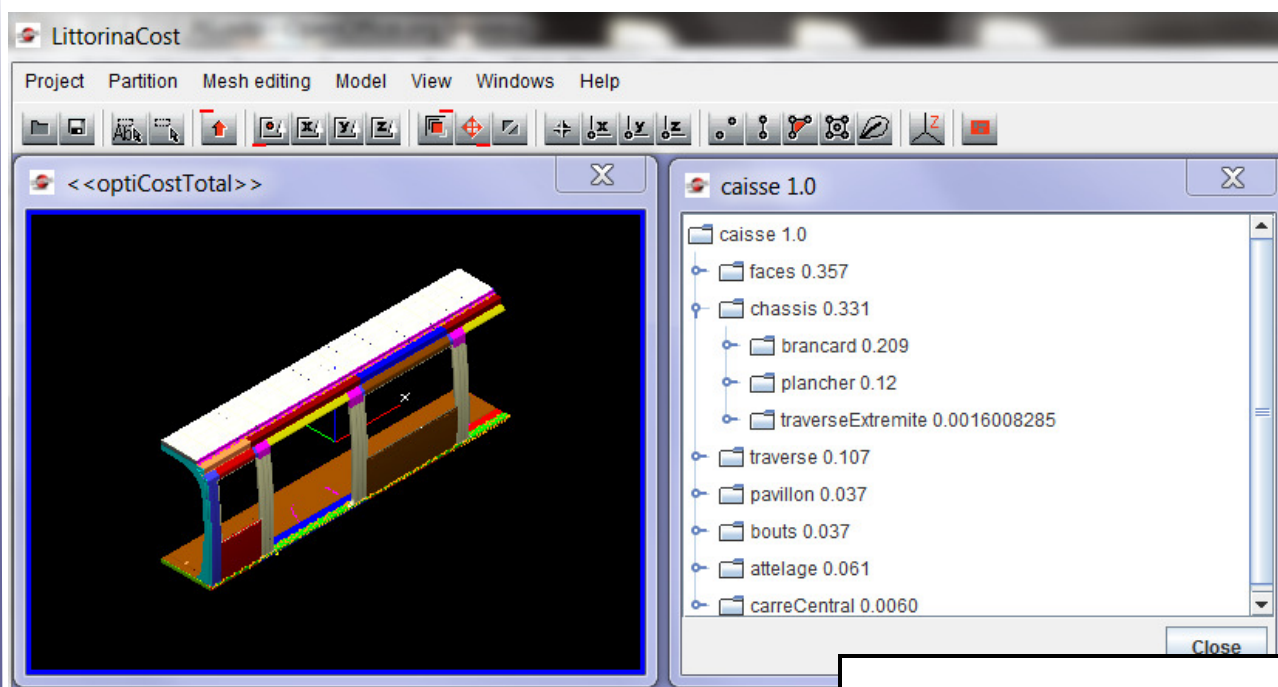 LittorinaCost
Project Partition Mesh editing Model View Windows Help
Abc x y z x y z z
<<optiCostTotal>>
x
caisse 1.0
caisse 1.0
faces 0.357
chassis 0.331
brancard 0.209
plancher 0.12
traverseExtremite 0.0016008285
traverse 0.107
pavillon 0.037
bouts 0.037
attelage 0.061
carreCentral 0.0060
Close